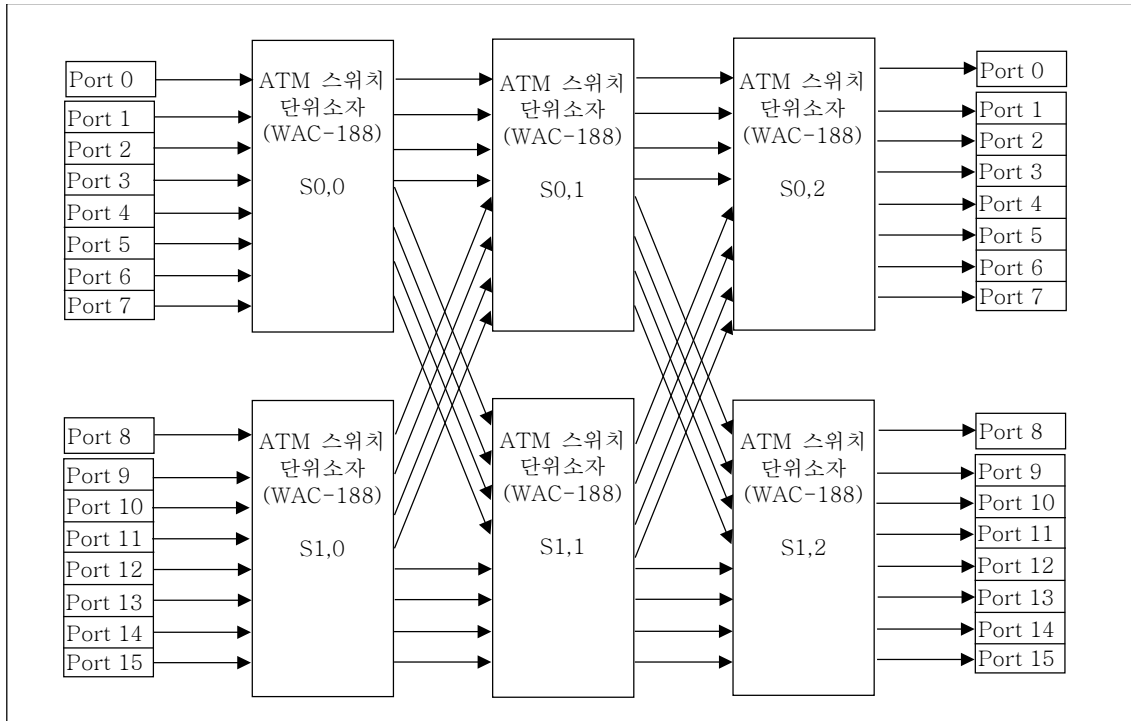 Port 0
Port 1
Port 2
Port 3
Port 4
Port 5
Port 6
Port 7
ATM 스위치
단위소자
(WAC-188)
S0,0
ATM 스위치
단위소자
(WAC-188)
S0,1
ATM 스위치
단위소자
(WAC-188)
S0,2
Port 0
Port 1
Port 2
Port 3
Port 4
Port 5
Port 6
Port 7
Port 8
Port 9
Port 10
Port 11
Port 12
Port 13
Port 14
Port 15
ATM 스위치
단위소자
(WAC-188)
S1,0
ATM 스위치
단위소자
(WAC-188)
S1,1
ATM 스위치
단위소자
(WAC-188)
S1,2
Port 8
Port 9
Port 10
Port 11
Port 12
Port 13
Port 14
Port 15